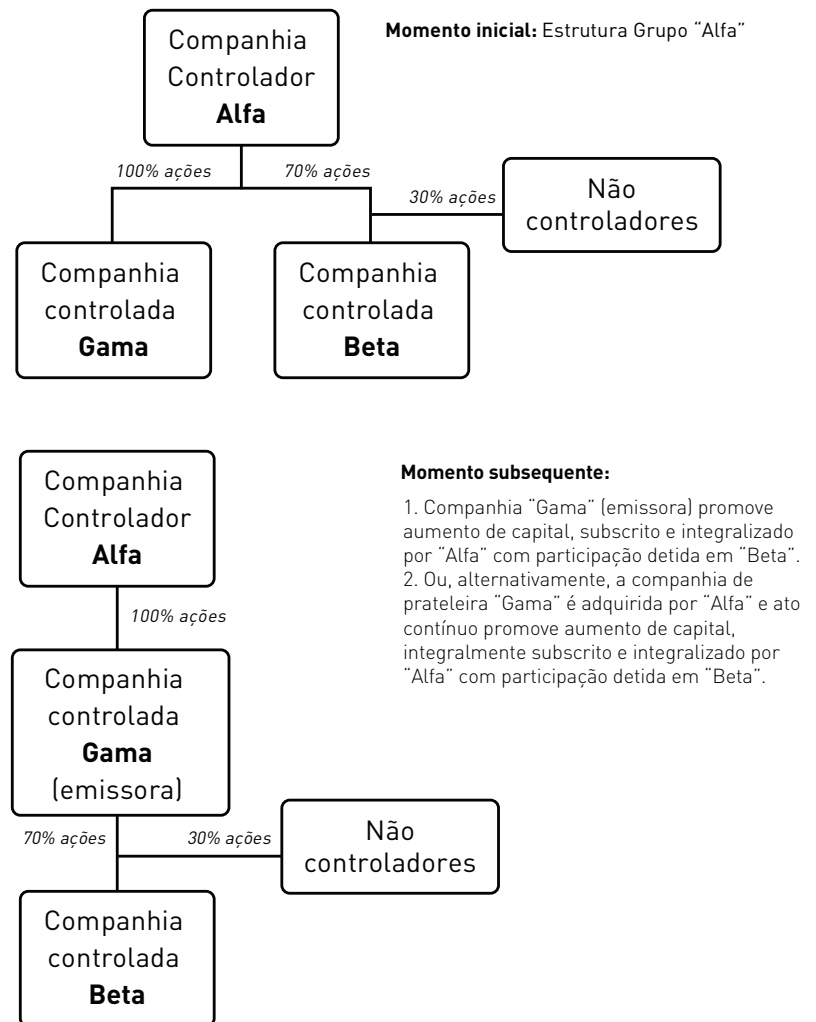 Momento inicial: Estrutura Grupo “Alfa”
Companhia
Controlador
Alfa
100% ações
70% ações
30% ações
Não
controladores
Companhia
controlada
Gama
Companhia
controlada
Beta
Momento subsequente:
1. Companhia “Gama” (emissora) promove
aumento de capital, subscrito e integralizado
por “Alfa” com participação detida em “Beta”.
2. Ou, alternativamente, a companhia de
prateleira “Gama” é adquirida por “Alfa” e ato
contínuo promove aumento de capital,
integralmente subscrito e integralizado por
“Alfa” com participação detida em “Beta”.
Companhia
Controlador
Alfa
100% ações
Companhia
controlada
Gama
(emissora)
70% ações
30% ações
Não
controladores
Companhia
controlada
Beta